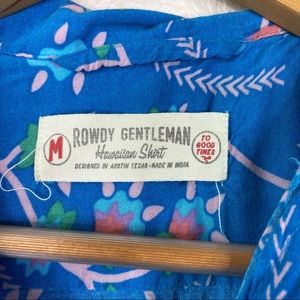 M
ROWDY GENTLEMAN
Hawaiian Shirt
DESIGNED IN AUSTIN TEXAS • MADE IN INDIA
TO
GOOD
TIMES